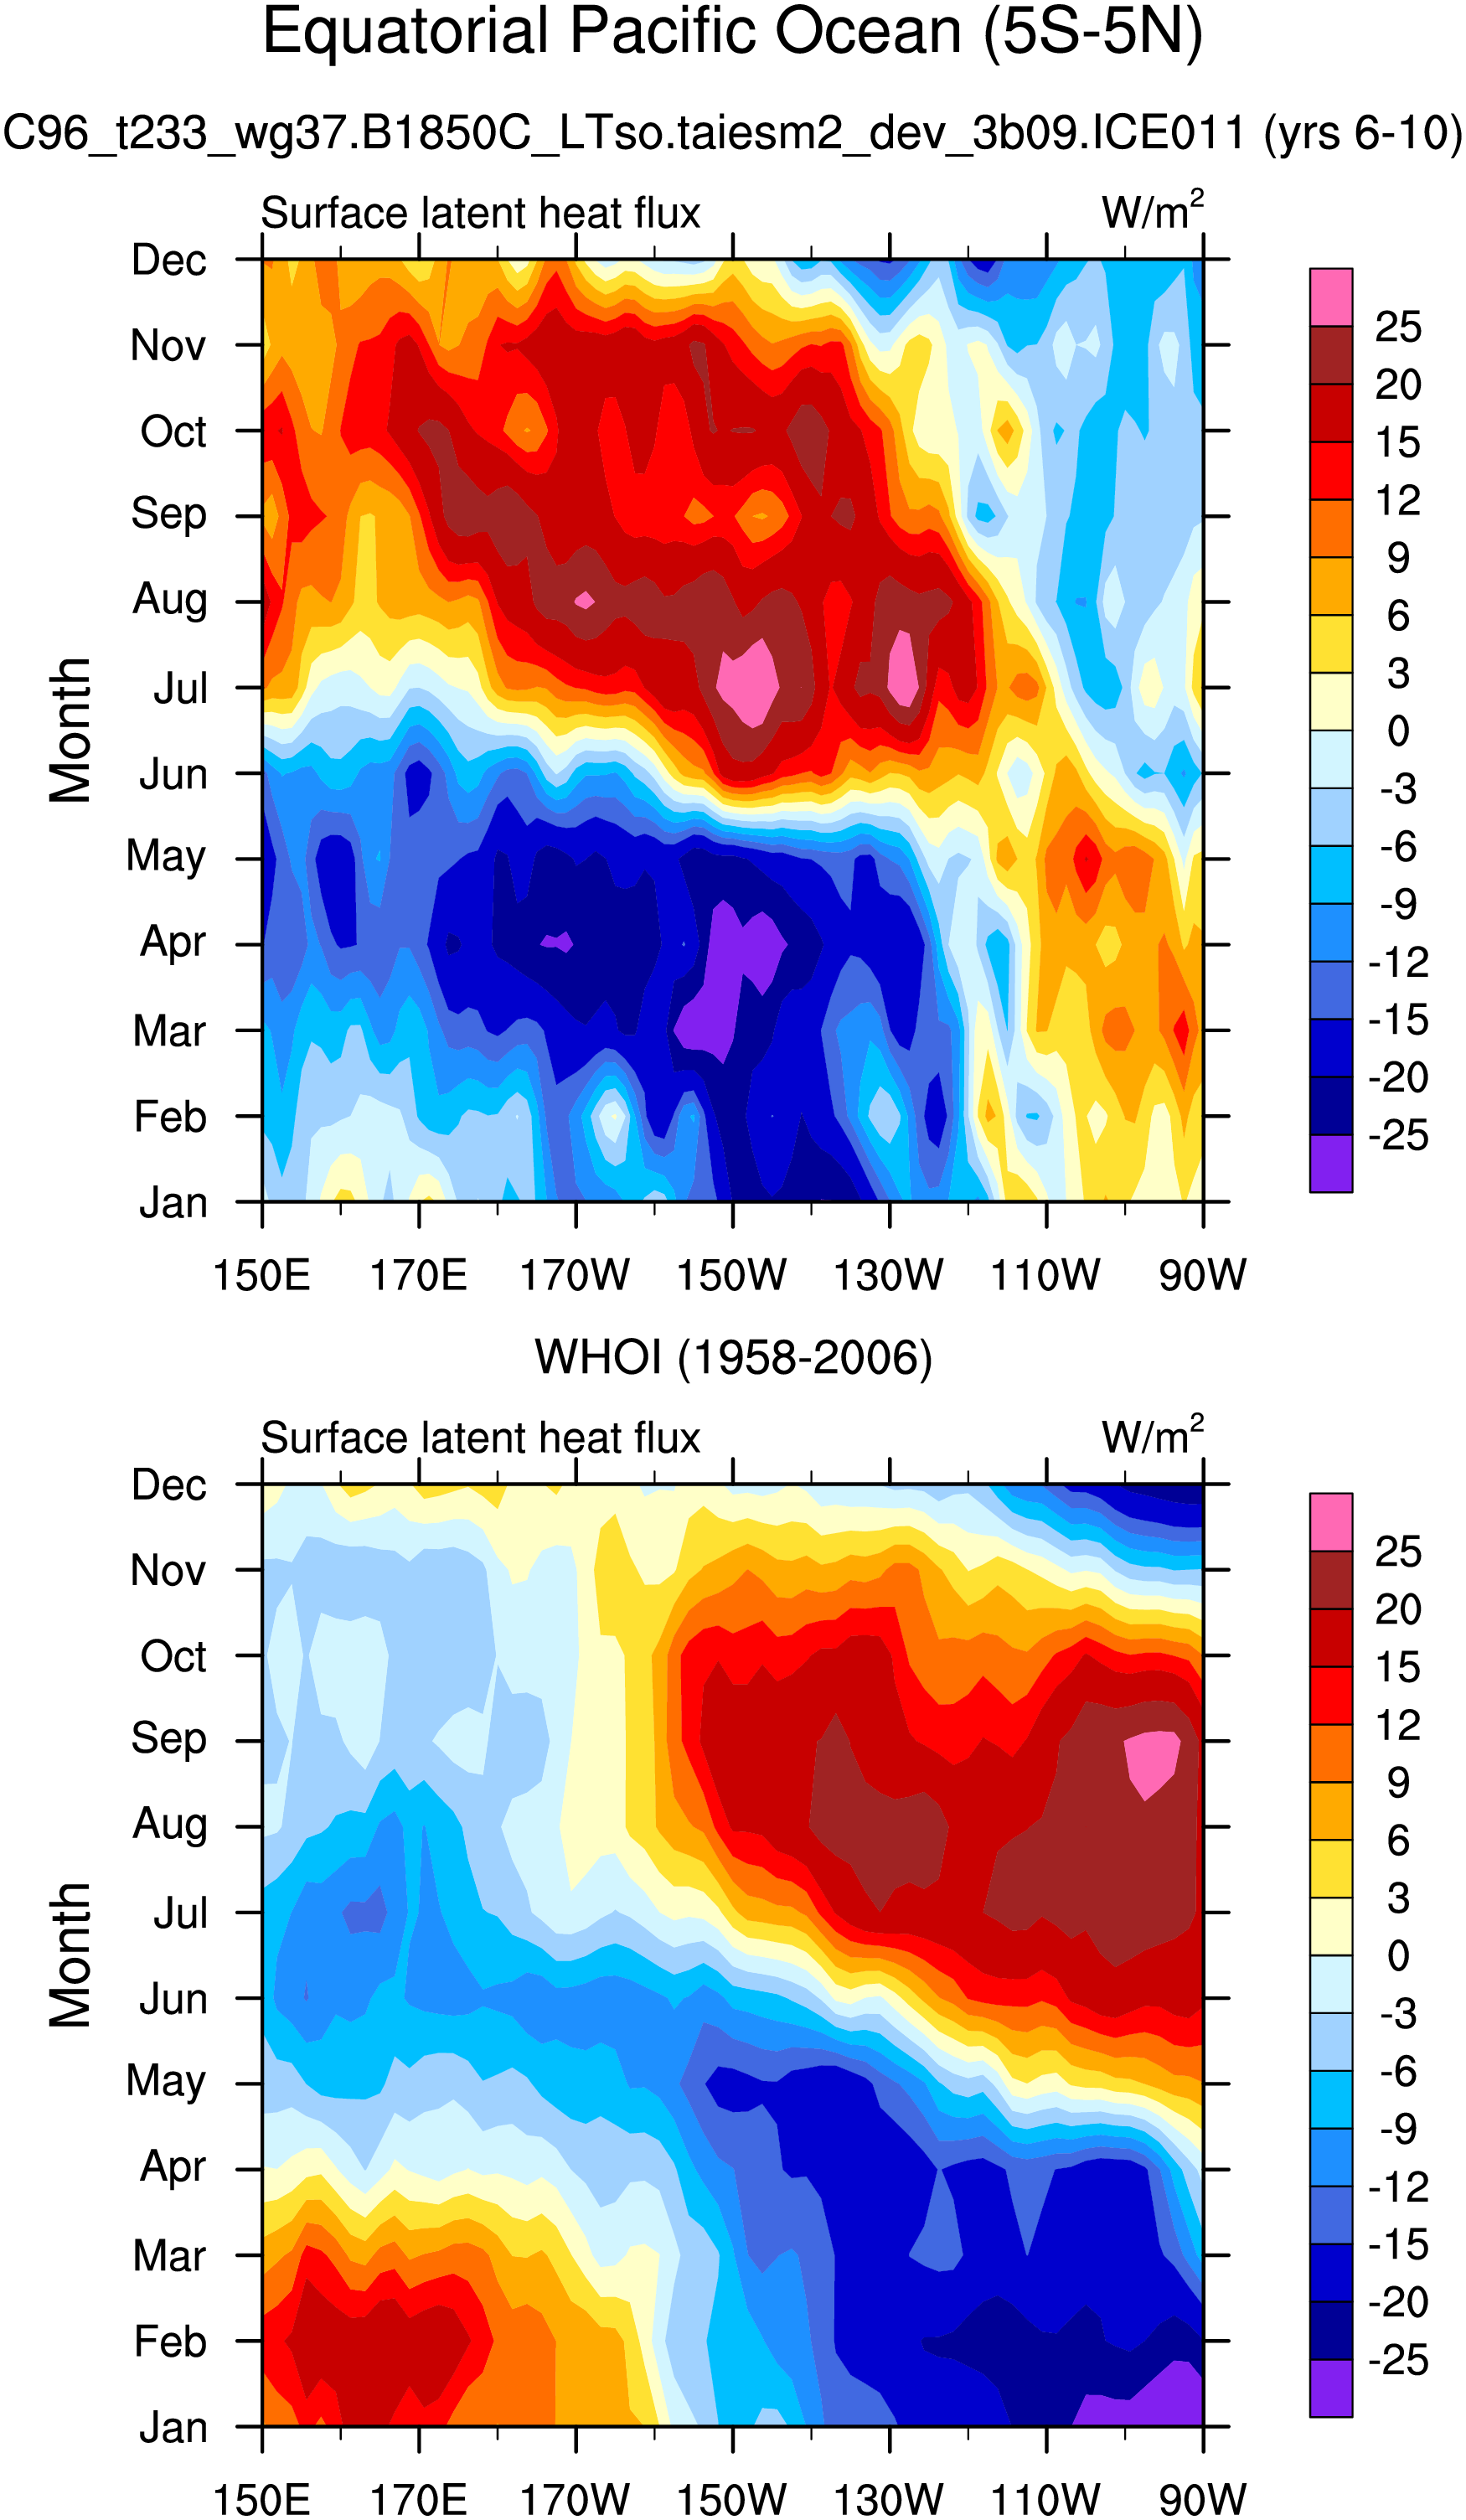 Equatorial Pacific Ocean (5S-5N)
C96_t233_wg37.B1850C_LTso.taiesm2_dev_3b09.ICE011 (yrs 6-10)
Surface latent heat flux W/m²
Month
Dec
Nov
Oct
Sep
Aug
Jul
Jun
May
Apr
Mar
Feb
Jan
150E 170E 170W 150W 130W 110W 90W
25
20
15
12
9
6
3
0
-3
-6
-9
-12
-15
-20
-25
WHOI (1958-2006)
Surface latent heat flux W/m²
Month
Dec
Nov
Oct
Sep
Aug
Jul
Jun
May
Apr
Mar
Feb
Jan
150E 170E 170W 150W 130W 110W 90W
25
20
15
12
9
6
3
0
-3
-6
-9
-12
-15
-20
-25